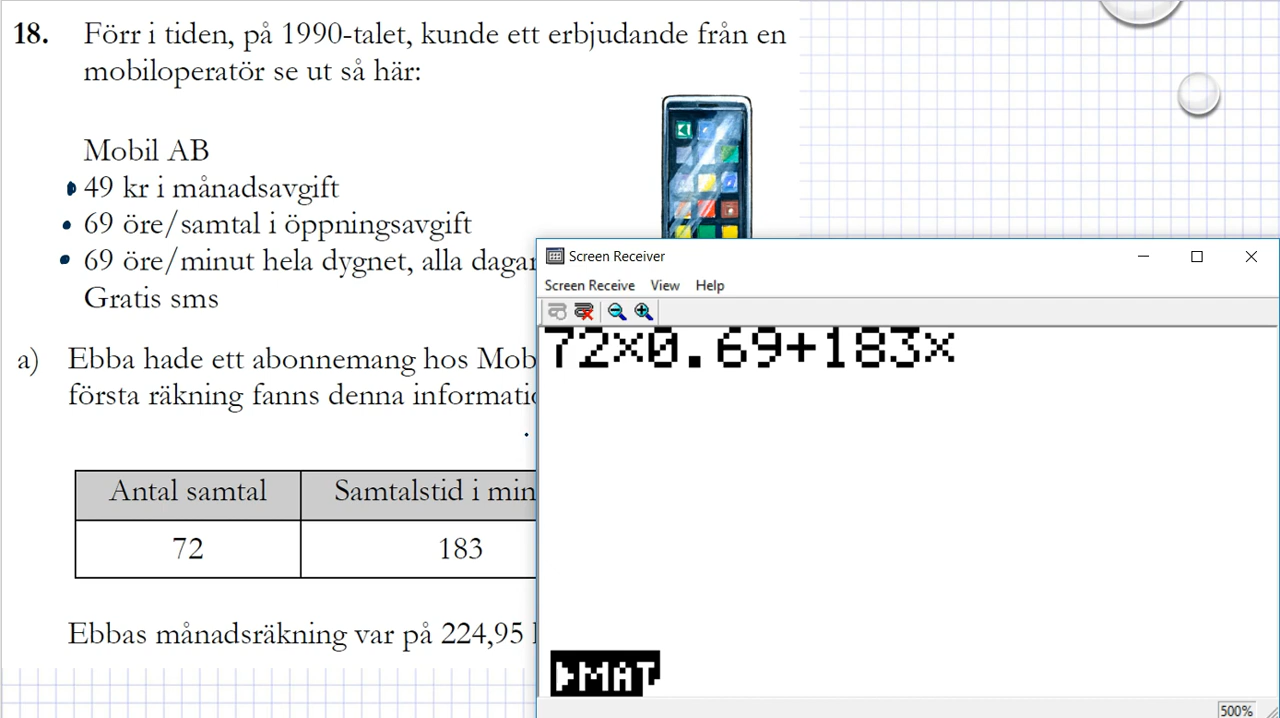 18. Förr i tiden, på 1990-talet, kunde ett erbjudande från en
mobiloperatör se ut så här:
Mobil AB
49 kr i månadsavgift
69 öre/samtal i öppningsavgift
69 öre/minut hela dygnet, alla dagar
Gratis sms
a) Ebba hade ett abonnemang hos Mob
första räkning fanns denna informatio
Antal samtal Samtalstid i min
72 183
Ebbas månadsräkning var på 224,95
Screen Receiver
Screen Receive View Help
72×0.69+183×
▶MAT
500%